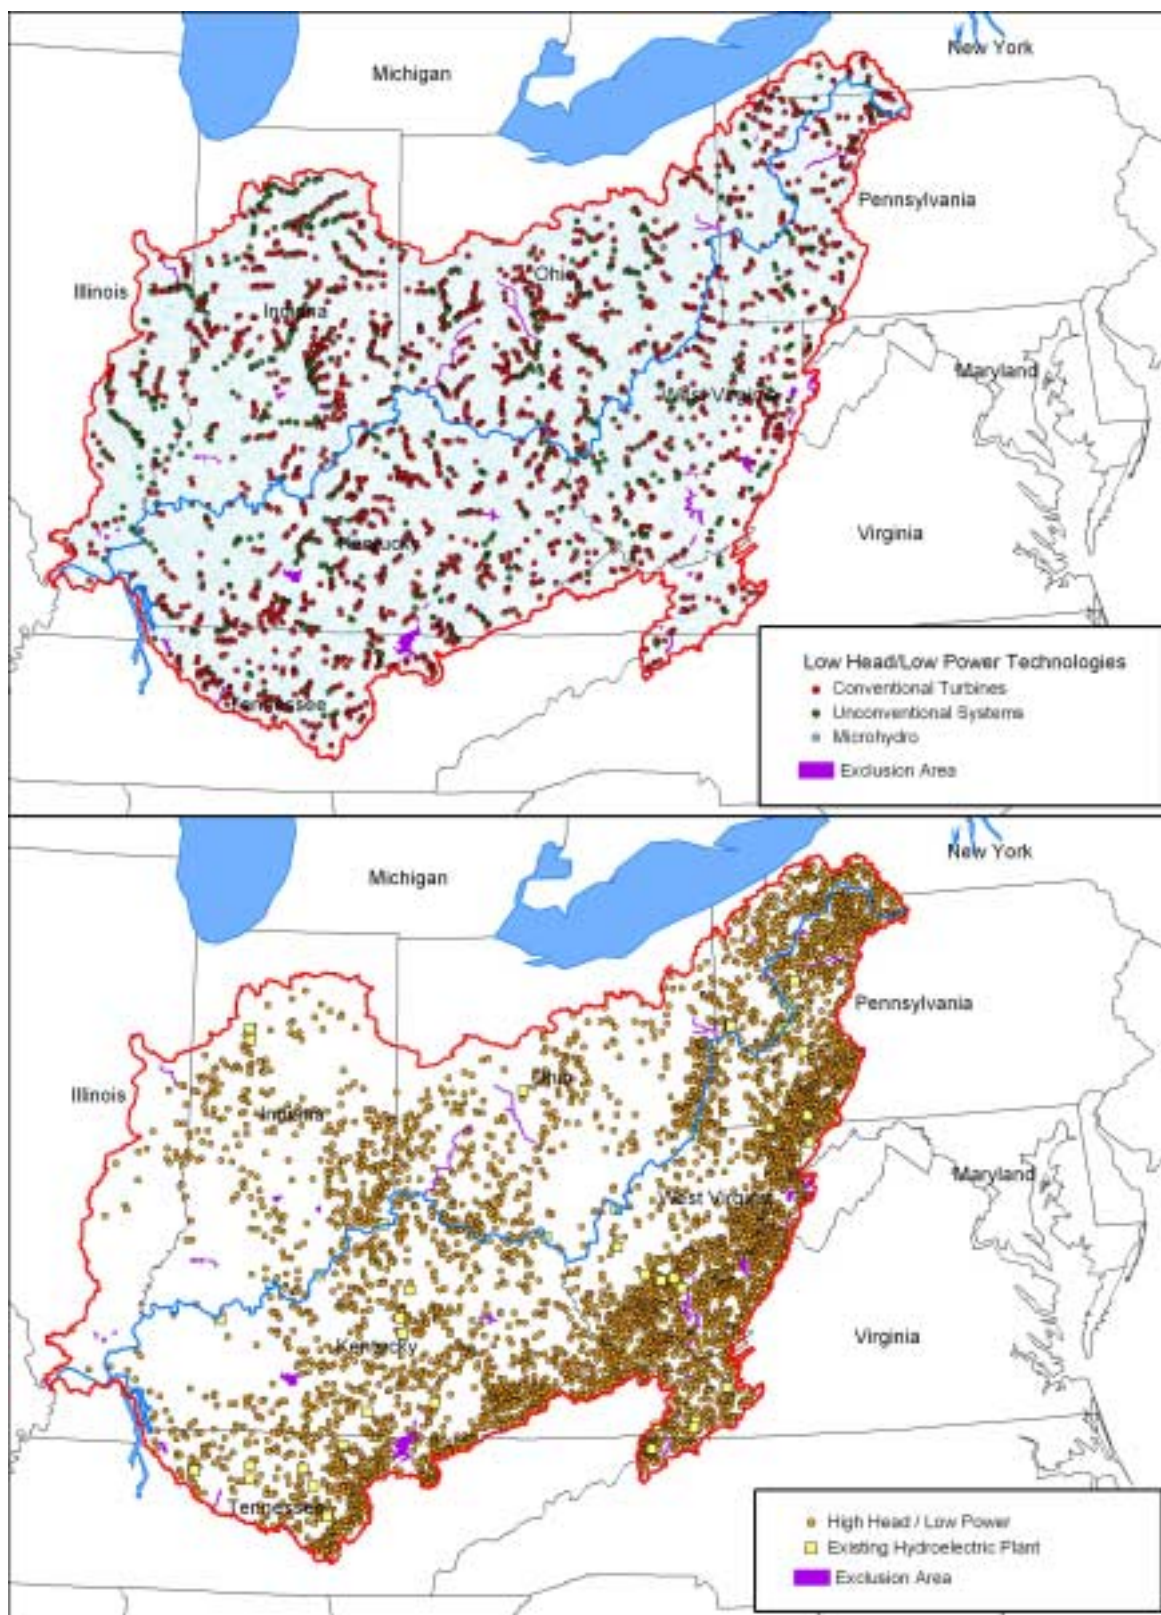 New York
Michigan
Pennsylvania
Ohio
Illinois
Indiana
Maryland
West Virginia
Virginia
Kentucky
Low Head/Low Power Technologies
Conventional Turbines
Unconventional Systems
Microhydro
Exclusion Area
Tennessee
New York
Michigan
Pennsylvania
Ohio
Illinois
Indiana
Maryland
West Virginia
Virginia
Kentucky
Tennessee
High Head / Low Power
Existing Hydroelectric Plant
Exclusion Area